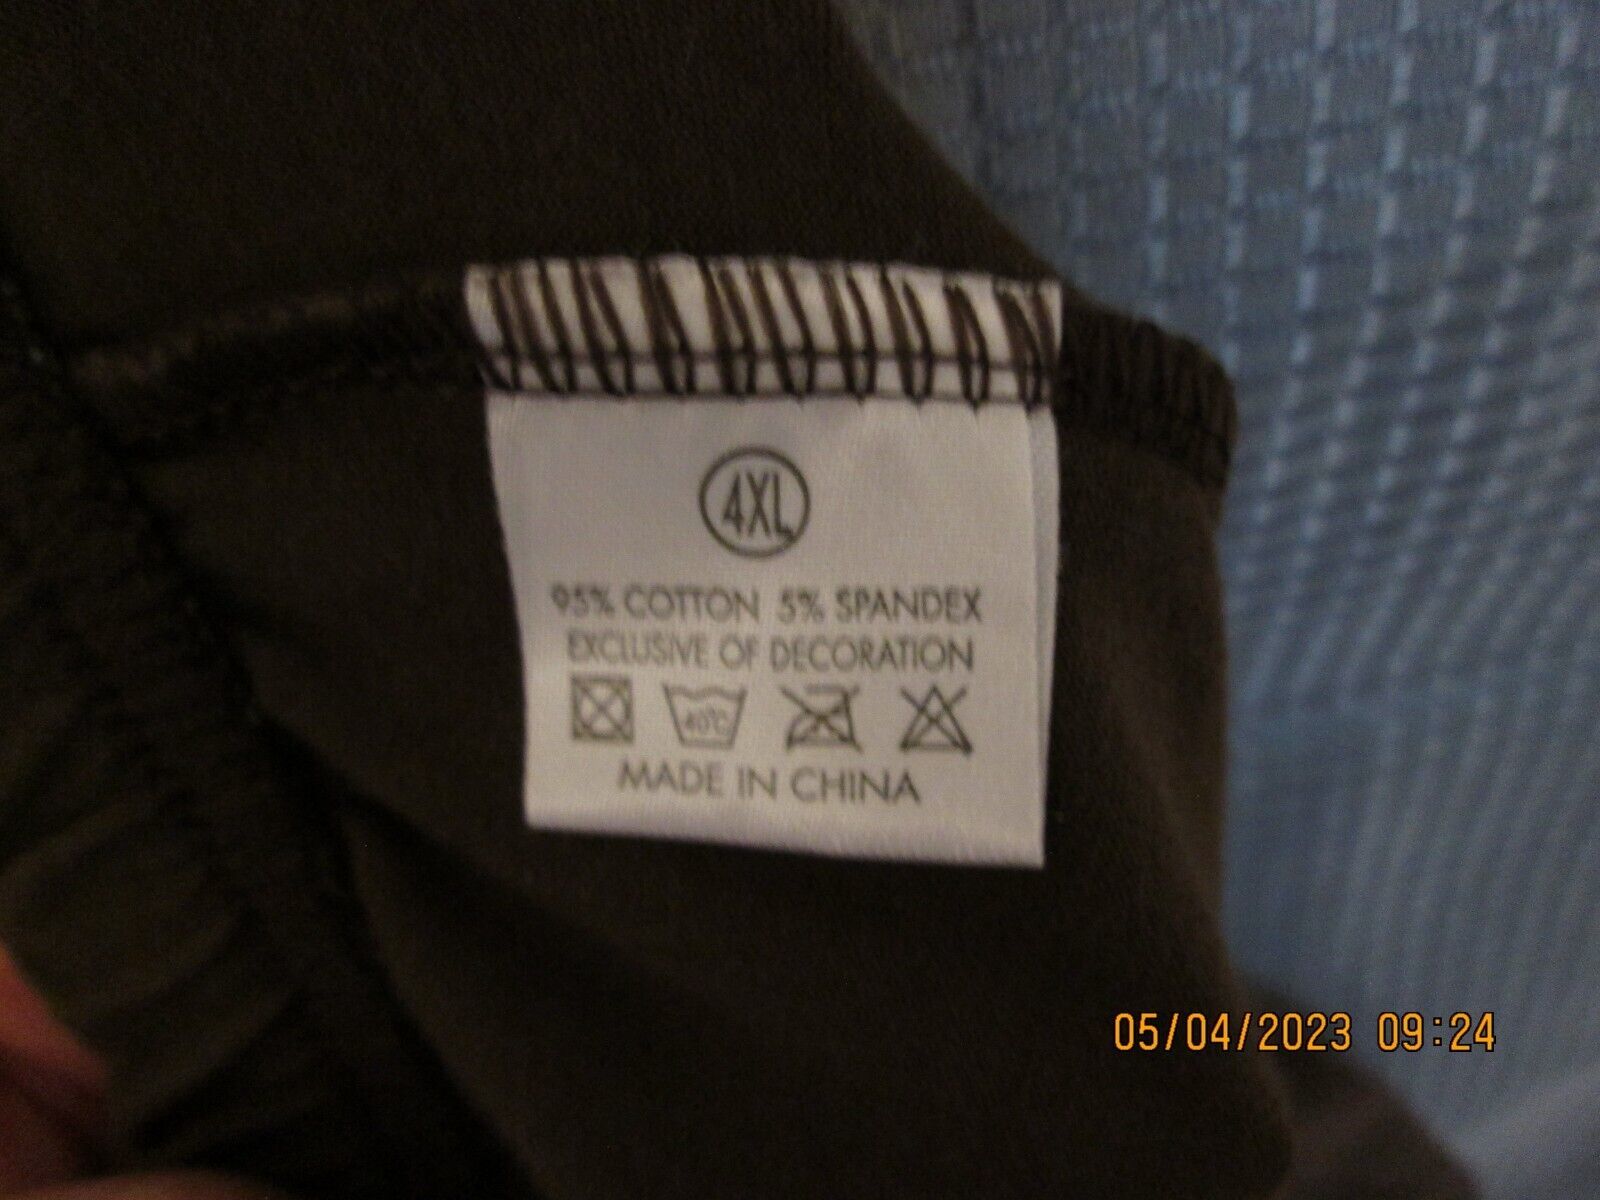 4XL
95% COTTON 5% SPANDEX
EXCLUSIVE OF DECORATION
40°C
MADE IN CHINA
05/04/2023 09:24